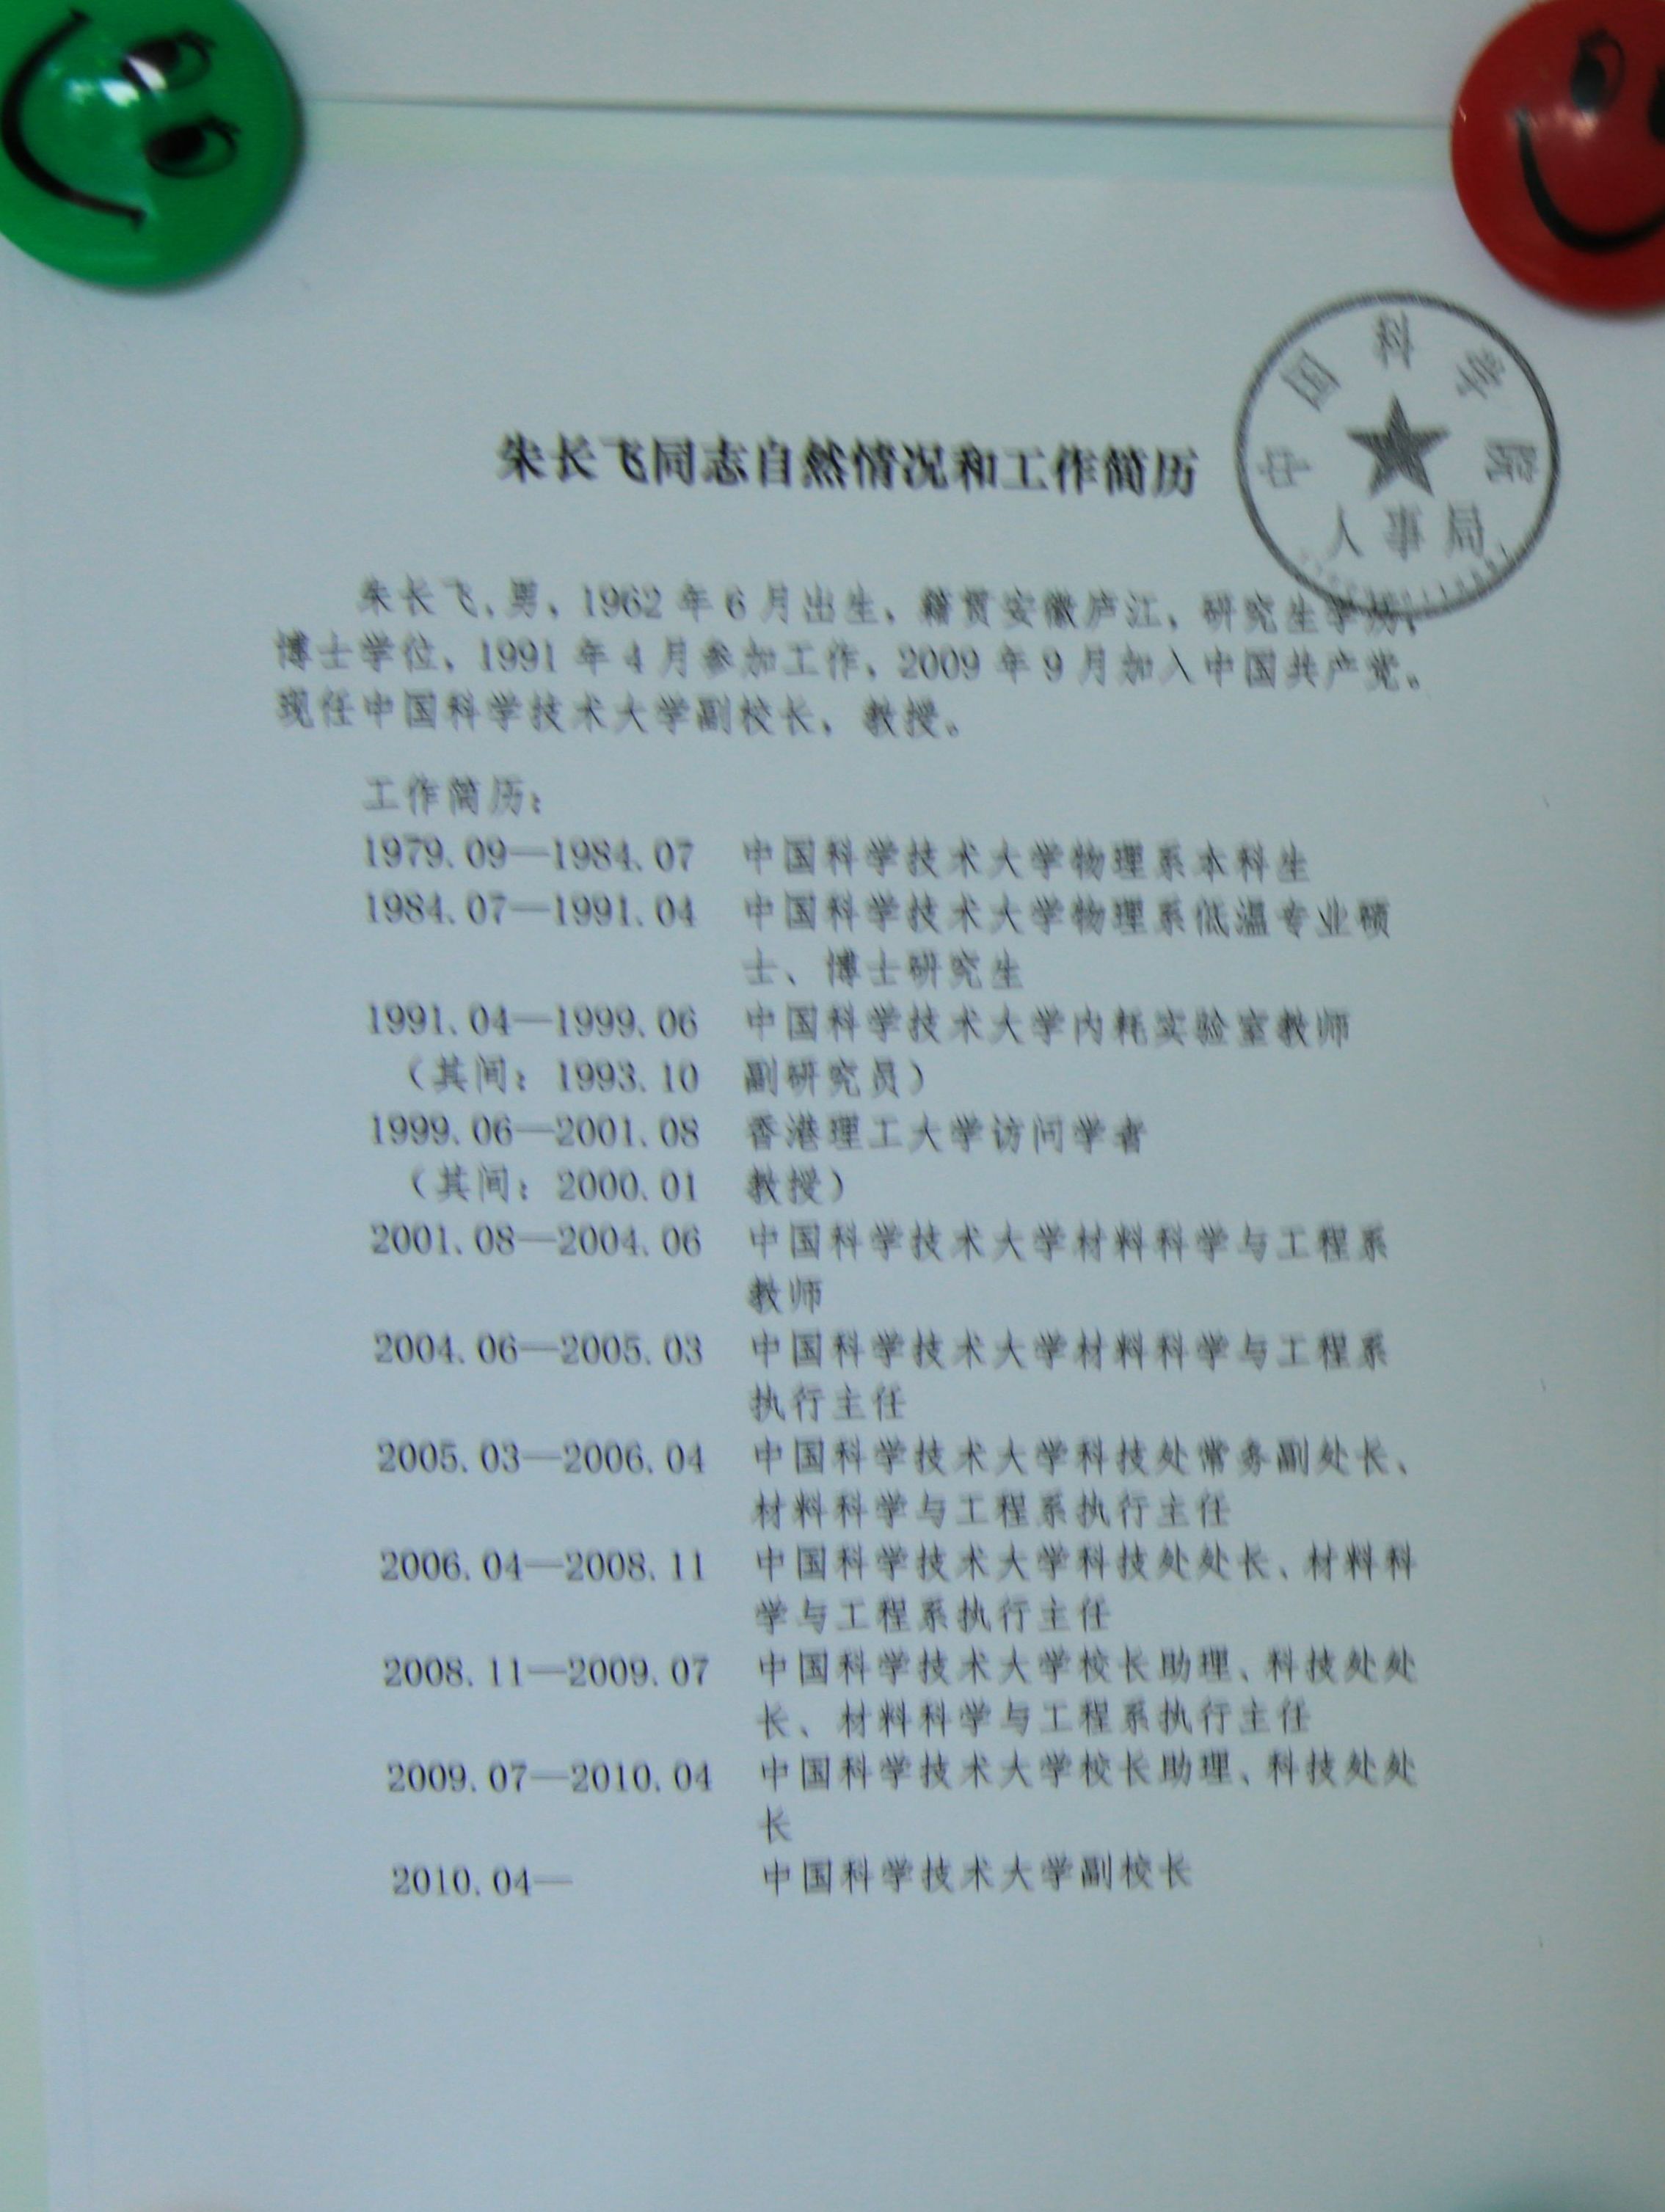 朱长飞同志自然情况和工作简历
中国科学院
人事局
朱长飞,男,1962年6月出生,籍贯安徽庐江,研究生学历,
博士学位,1991年4月参加工作,2009年9月加入中国共产党。
现任中国科学技术大学副校长,教授。
工作简历:
1979.09—1984.07 中国科学技术大学物理系本科生
1984.07—1991.04 中国科学技术大学物理系低温专业硕
士、博士研究生
1991.04—1999.06 中国科学技术大学内耗实验室教师
(其间:1993.10 副研究员)
1999.06—2001.08 香港理工大学访问学者
(其间:2000.01 教授)
2001.08—2004.06 中国科学技术大学材料科学与工程系
教师
2004.06—2005.03 中国科学技术大学材料科学与工程系
执行主任
2005.03—2006.04 中国科学技术大学科技处常务副处长、
材料科学与工程系执行主任
2006.04—2008.11 中国科学技术大学科技处处长、材料科
学与工程系执行主任
2008.11—2009.07 中国科学技术大学校长助理、科技处处
长、材料科学与工程系执行主任
2009.07—2010.04 中国科学技术大学校长助理、科技处处
长
2010.04— 中国科学技术大学副校长